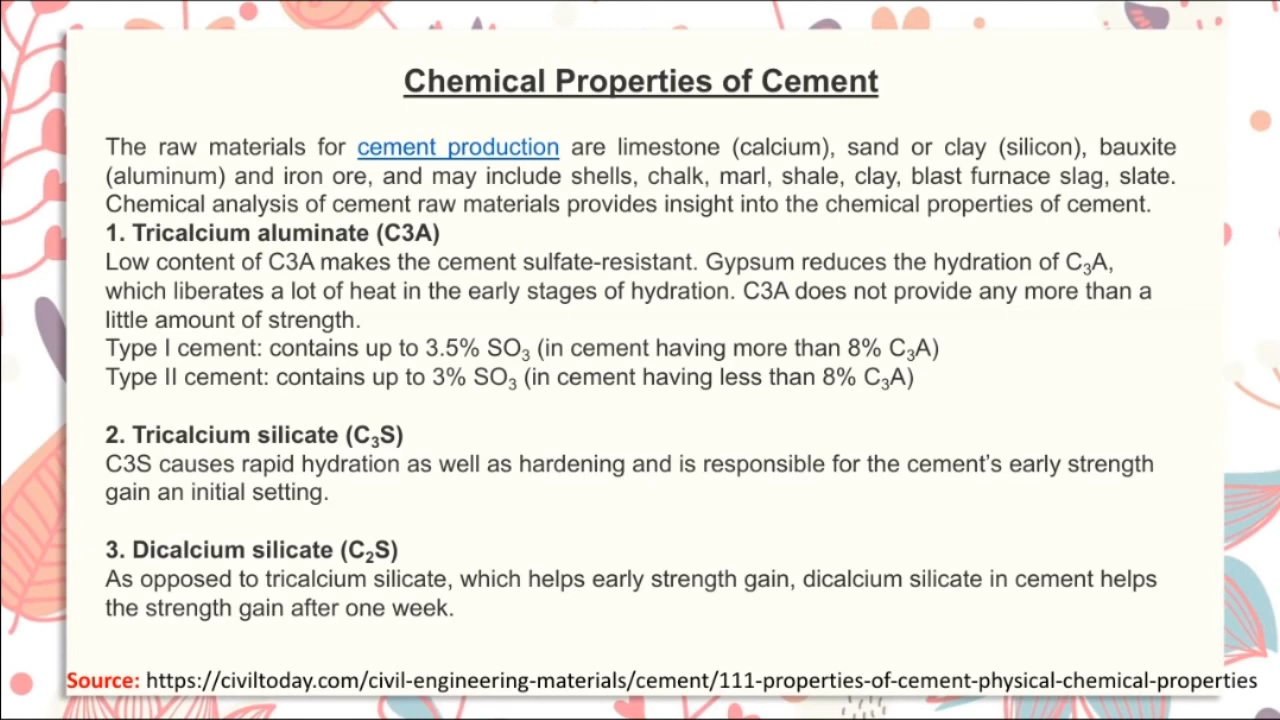 Chemical Properties of Cement
The raw materials for cement production are limestone (calcium), sand or clay (silicon), bauxite
(aluminum) and iron ore, and may include shells, chalk, marl, shale, clay, blast furnace slag, slate.
Chemical analysis of cement raw materials provides insight into the chemical properties of cement.
1. Tricalcium aluminate (C3A)
Low content of C3A makes the cement sulfate-resistant. Gypsum reduces the hydration of C₃A,
which liberates a lot of heat in the early stages of hydration. C3A does not provide any more than a
little amount of strength.
Type I cement: contains up to 3.5% SO₃ (in cement having more than 8% C₃A)
Type II cement: contains up to 3% SO₃ (in cement having less than 8% C₃A)
2. Tricalcium silicate (C₃S)
C3S causes rapid hydration as well as hardening and is responsible for the cement’s early strength
gain an initial setting.
3. Dicalcium silicate (C₂S)
As opposed to tricalcium silicate, which helps early strength gain, dicalcium silicate in cement helps
the strength gain after one week.
Source: https://civiltoday.com/civil-engineering-materials/cement/111-properties-of-cement-physical-chemical-properties